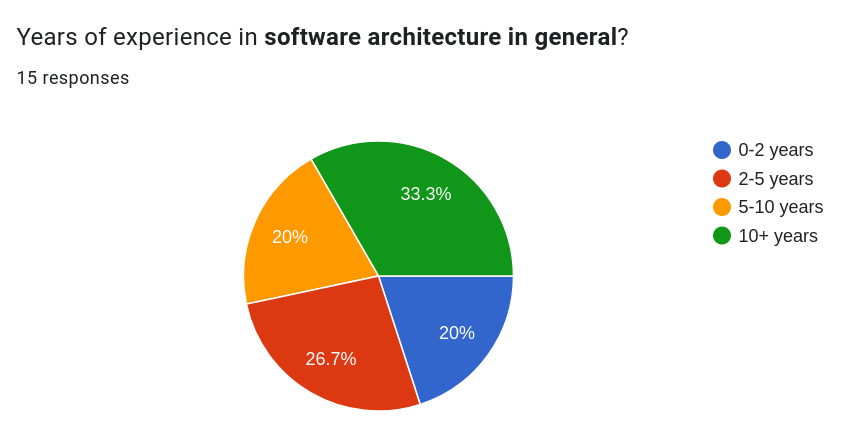 Years of experience in software architecture in general?
15 responses
33.3%
20%
20%
26.7%
0-2 years
2-5 years
5-10 years
10+ years